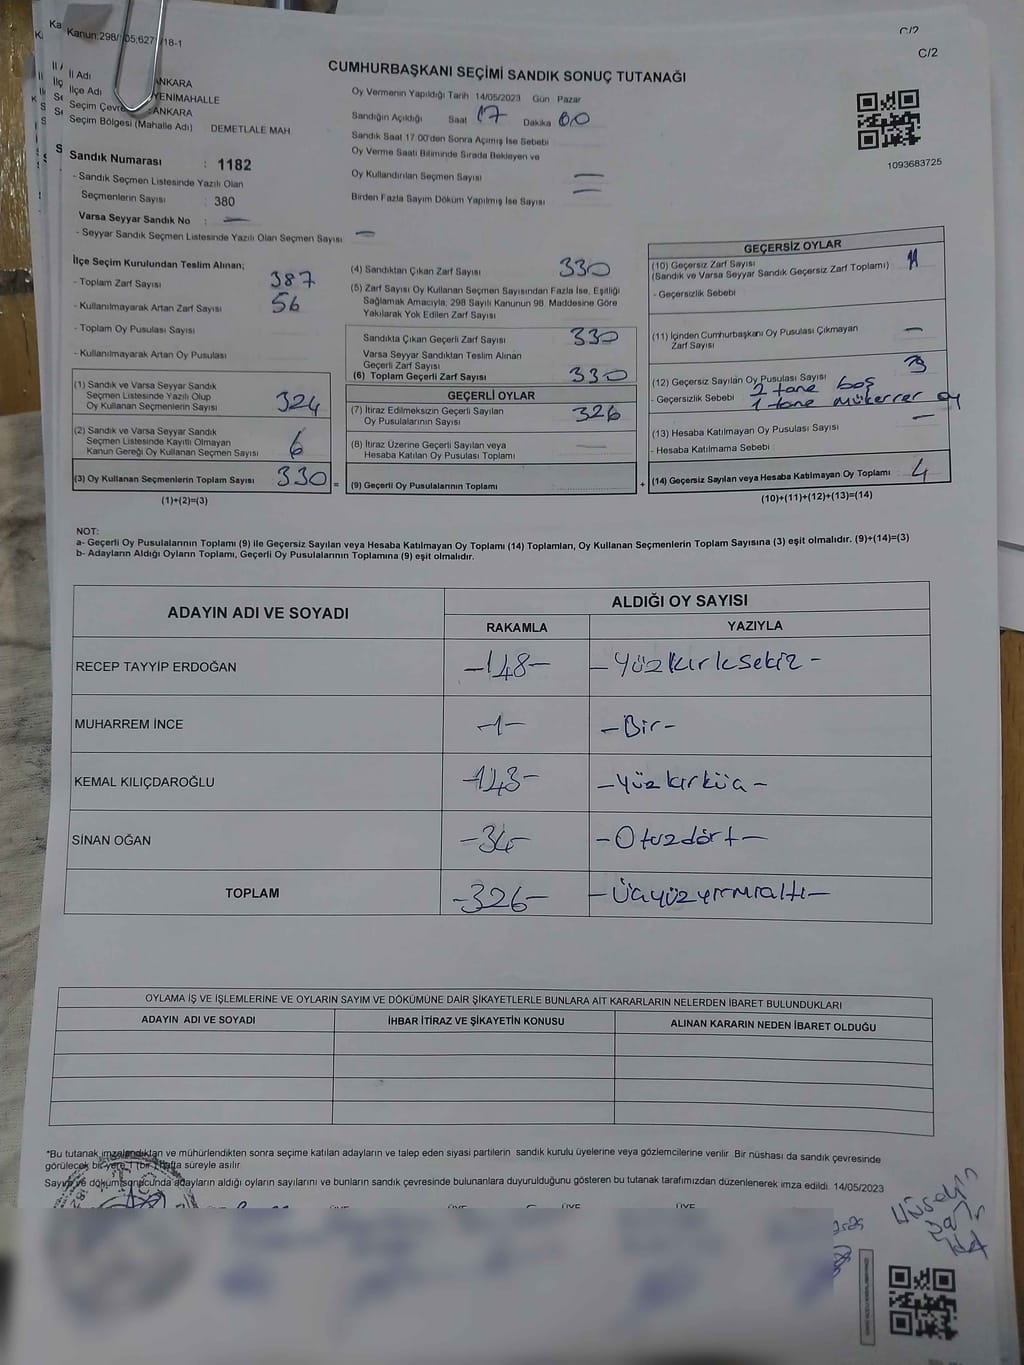 C/2
C/2
Kanun:298/105;627
/18-1
CUMHURBAŞKANI SEÇİMİ SANDIK SONUÇ TUTANAĞI
İl Adı ANKARA
İlçe Adı YENİMAHALLE
Seçim Çevre : ANKARA
Seçim Bölgesi (Mahalle Adı) DEMETLALE MAH.
Sandık Numarası : 1182
- Sandık Seçmen Listesinde Yazılı Olan
Seçmenlerin Sayısı : 380
Varsa Seyyar Sandık No : —
- Seyyar Sandık Seçmen Listesinde Yazılı Olan Seçmen Sayısı —
Oy Vermenin Yapıldığı Tarih 14/05/2023 Gün Pazar
Sandığın Açıldığı Saat 17 Dakika 00
Sandık Saat 17.00'den Sonra Açımış İse Sebebi
Oy Verme Saati Bitiminde Sırada Bekleyen ve
Oy Kullandırılan Seçmen Sayısı —
Birden Fazla Sayım Döküm Yapılmış İse Sayısı —
1093683725
İlçe Seçim Kurulundan Teslim Alınan;
- Toplam Zarf Sayısı 387
- Kullanılmayarak Artan Zarf Sayısı 56
- Toplam Oy Pusulası Sayısı
- Kullanılmayarak Artan Oy Pusulası
(1) Sandık ve Varsa Seyyar Sandık
Seçmen Listesinde Yazılı Olup
Oy Kullanan Seçmenlerin Sayısı 324
(2) Sandık ve Varsa Seyyar Sandık
Seçmen Listesinde Kayıtlı Olmayan
Kanun Gereği Oy Kullanan Seçmen Sayısı 6
(3) Oy Kullanan Seçmenlerin Toplam Sayısı 330 =
(1)+(2)=(3)
(4) Sandıktan Çıkan Zarf Sayısı 330
(5) Zarf Sayısı Oy Kullanan Seçmen Sayısından Fazla İse, Eşitliği
Sağlamak Amacıyla; 298 Sayılı Kanunun 98. Maddesine Göre
Yakılarak Yok Edilen Zarf Sayısı
Sandıkta Çıkan Geçerli Zarf Sayısı 330
Varsa Seyyar Sandıktan Teslim Alınan
Geçerli Zarf Sayısı
(6) Toplam Geçerli Zarf Sayısı 330
GEÇERLİ OYLAR
(7) İtiraz Edilmeksizin Geçerli Sayılan
Oy Pusulalarının Sayısı 326
(8) İtiraz Üzerine Geçerli Sayılan veya
Hesaba Katılan Oy Pusulası Toplamı —
(9) Geçerli Oy Pusulalarının Toplamı +
GEÇERSİZ OYLAR
(10) Geçersiz Zarf Sayısı
(Sandık ve Varsa Seyyar Sandık Geçersiz Zarf Toplamı)
- Geçersizlik Sebebi
(11) İçinden Cumhurbaşkanı Oy Pusulası Çıkmayan
Zarf Sayısı —
(12) Geçersiz Sayılan Oy Pusulası Sayısı 3
- Geçersizlik Sebebi 2 tane boş
1 tane mükerrer oy
(13) Hesaba Katılmayan Oy Pusulası Sayısı —
- Hesaba Katılmama Sebebi
(14) Geçersiz Sayılan veya Hesaba Katılmayan Oy Toplamı 4
(10)+(11)+(12)+(13)=(14)
NOT:
a- Geçerli Oy Pusulalarının Toplamı (9) ile Geçersiz Sayılan veya Hesaba Katılmayan Oy Toplamı (14) Toplamları, Oy Kullanan Seçmenlerin Toplam Sayısına (3) eşit olmalıdır. (9)+(14)=(3)
b- Adayların Aldığı Oyların Toplamı, Geçerli Oy Pusulalarının Toplamına (9) eşit olmalıdır.
ADAYIN ADI VE SOYADI ALDIĞI OY SAYISI
RAKAMLA YAZIYLA
RECEP TAYYİP ERDOĞAN -148- -Yüzkırksekiz-
MUHARREM İNCE -1- -Bir-
KEMAL KILIÇDAROĞLU -143- -Yüzkırküç-
SİNAN OĞAN -34- -Otuzdört-
TOPLAM -326- -Üçyüzyirmialtı-
OYLAMA İŞ VE İŞLEMLERİNE VE OYLARIN SAYIM VE DÖKÜMÜNE DAİR ŞİKAYETLERLE BUNLARA AİT KARARLARIN NELERDEN İBARET BULUNDUKLARI
ADAYIN ADI VE SOYADI İHBAR İTİRAZ VE ŞİKAYETİN KONUSU ALINAN KARARIN NEDEN İBARET OLDUĞU
*Bu tutanak imzalandıktan ve mühürlendikten sonra seçime katılan adayların ve talep eden siyasi partilerin sandık kurulu üyelerine veya gözlemcilerine verilir. Bir nüshası da sandık çevresinde
görülecek bir yere 1 (bir) hafta süreyle asılır.
Sayım ve döküm sonucunda adayların aldığı oyların sayılarını ve bunların sandık çevresinde bulunanlara duyurulduğunu gösteren bu tutanak tarafımızdan düzenlenerek imza edildi. 14/05/2023
ÜYE ÜYE ÜYE ÜYE